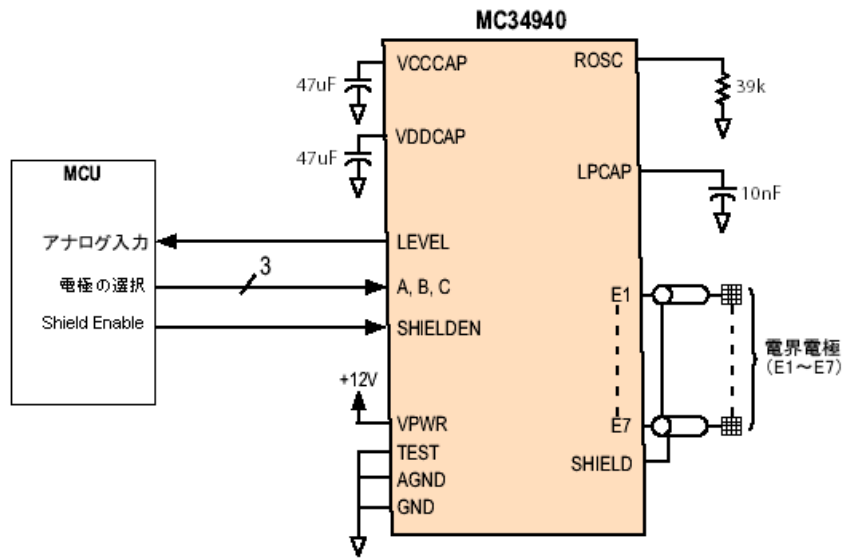 MC34940
VCCCAP
ROSC
47uF
39k
VDDCAP
47uF
LPCAP
10nF
MCU
アナログ入力
LEVEL
電極の選択
3
A, B, C
E1
Shield Enable
SHIELDEN
電界電極
(E1～E7)
+12V
VPWR
E7
TEST
SHIELD
AGND
GND